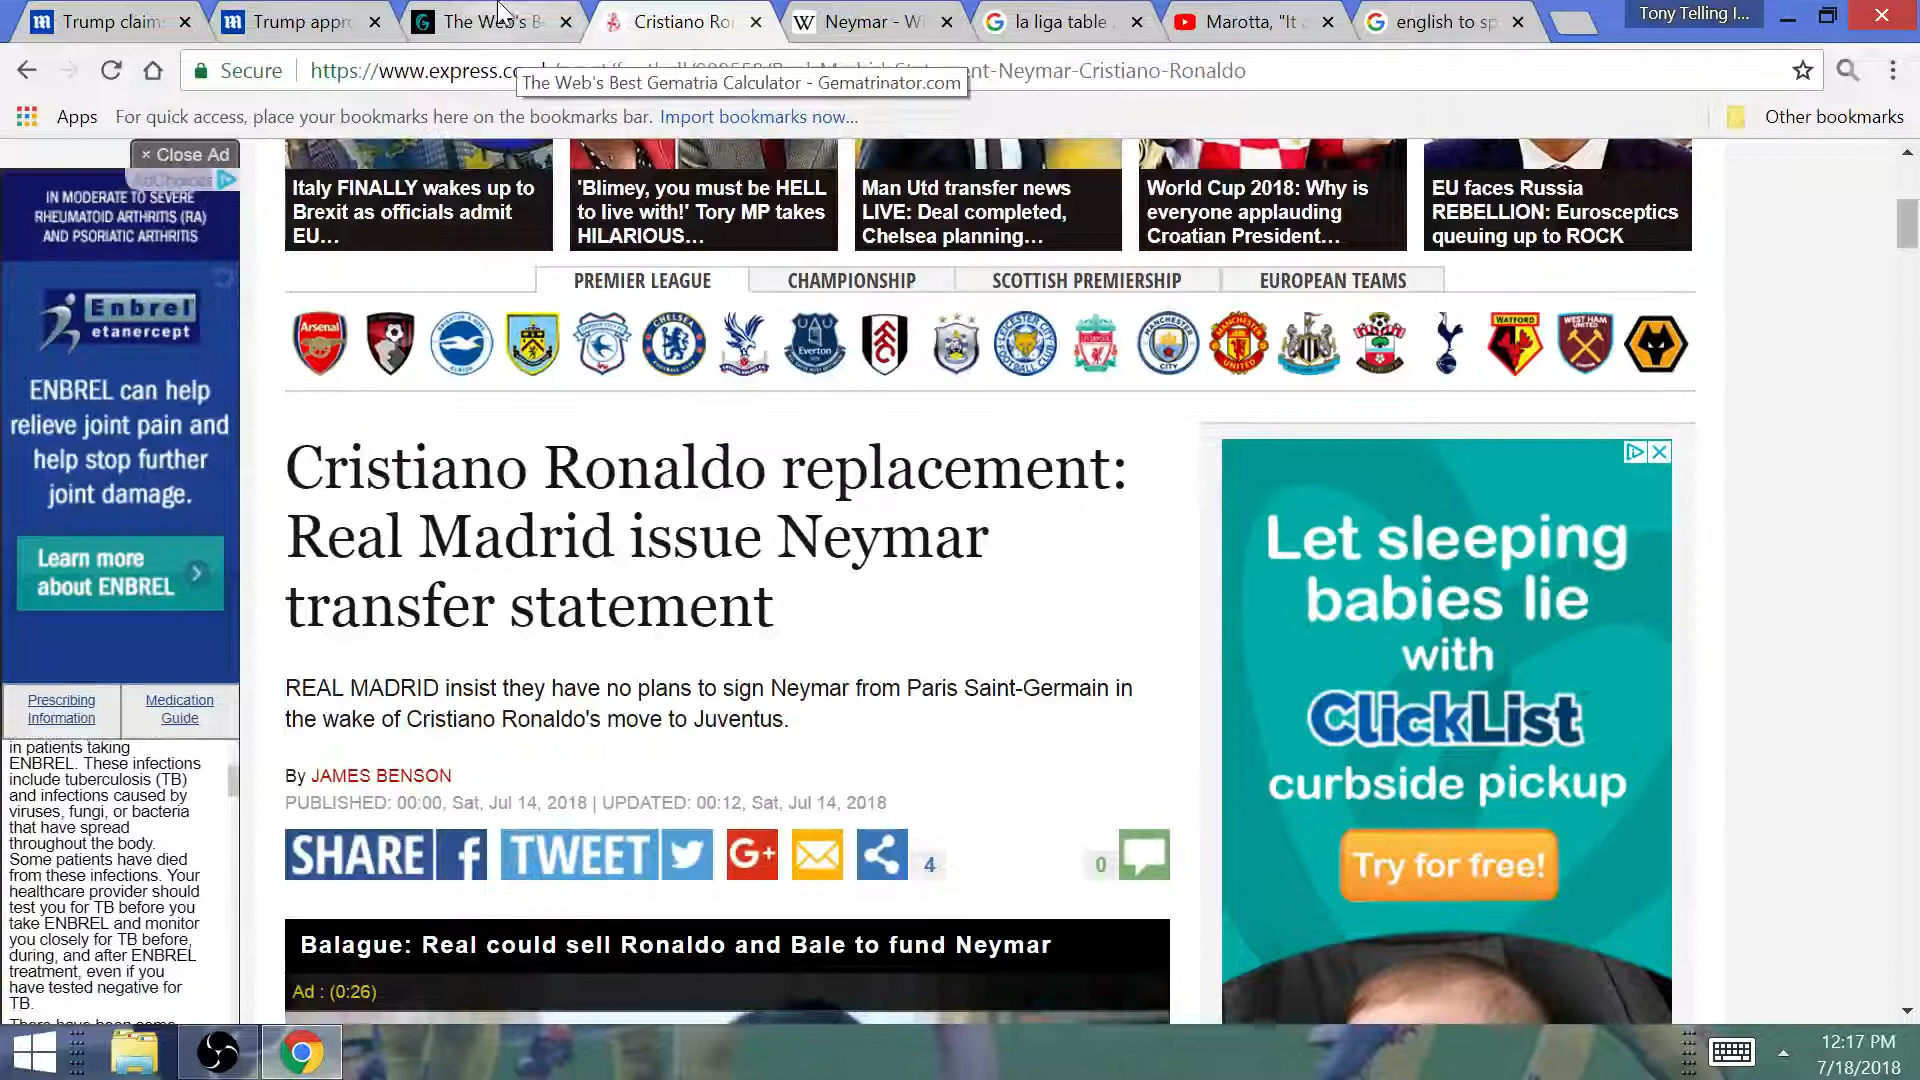 Trump claim
Trump appr
The Web's B
Cristiano Ro
Neymar - Wi
la liga table
Marotta, "It
english to sp
Tony Telling I...
Secure
https://www.express.co
nt-Neymar-Cristiano-Ronaldo
The Web's Best Gematria Calculator - Gematrinator.com
Apps
For quick access, place your bookmarks here on the bookmarks bar. Import bookmarks now...
Other bookmarks
× Close Ad
AdChoices
IN MODERATE TO SEVERE
RHEUMATOID ARTHRITIS (RA)
AND PSORIATIC ARTHRITIS
Enbrel
etanercept
ENBREL can help
relieve joint pain and
help stop further
joint damage.
Learn more
about ENBREL
Prescribing
Information
Medication
Guide
in patients taking
ENBREL. These infections
include tuberculosis (TB)
and infections caused by
viruses, fungi, or bacteria
that have spread
throughout the body.
Some patients have died
from these infections. Your
healthcare provider should
test you for TB before you
take ENBREL and monitor
you closely for TB before,
during, and after ENBREL
treatment, even if you
have tested negative for
TB.
Italy FINALLY wakes up to
Brexit as officials admit
EU...
'Blimey, you must be HELL
to live with!' Tory MP takes
HILARIOUS...
Man Utd transfer news
LIVE: Deal completed,
Chelsea planning...
World Cup 2018: Why is
everyone applauding
Croatian President...
EU faces Russia
REBELLION: Eurosceptics
queuing up to ROCK
PREMIER LEAGUE
CHAMPIONSHIP
SCOTTISH PREMIERSHIP
EUROPEAN TEAMS
Arsenal
CHELSEA
Everton
MANCHESTER
CITY
MANCHESTER
UNITED
WATFORD
WEST HAM
UNITED
Cristiano Ronaldo replacement:
Real Madrid issue Neymar
transfer statement
REAL MADRID insist they have no plans to sign Neymar from Paris Saint-Germain in
the wake of Cristiano Ronaldo's move to Juventus.
By JAMES BENSON
PUBLISHED: 00:00, Sat, Jul 14, 2018 | UPDATED: 00:12, Sat, Jul 14, 2018
SHARE f
TWEET
G+
4
0
Balague: Real could sell Ronaldo and Bale to fund Neymar
Ad : (0:26)
Let sleeping
babies lie
with
ClickList
curbside pickup
Try for free!
12:17 PM
7/18/2018